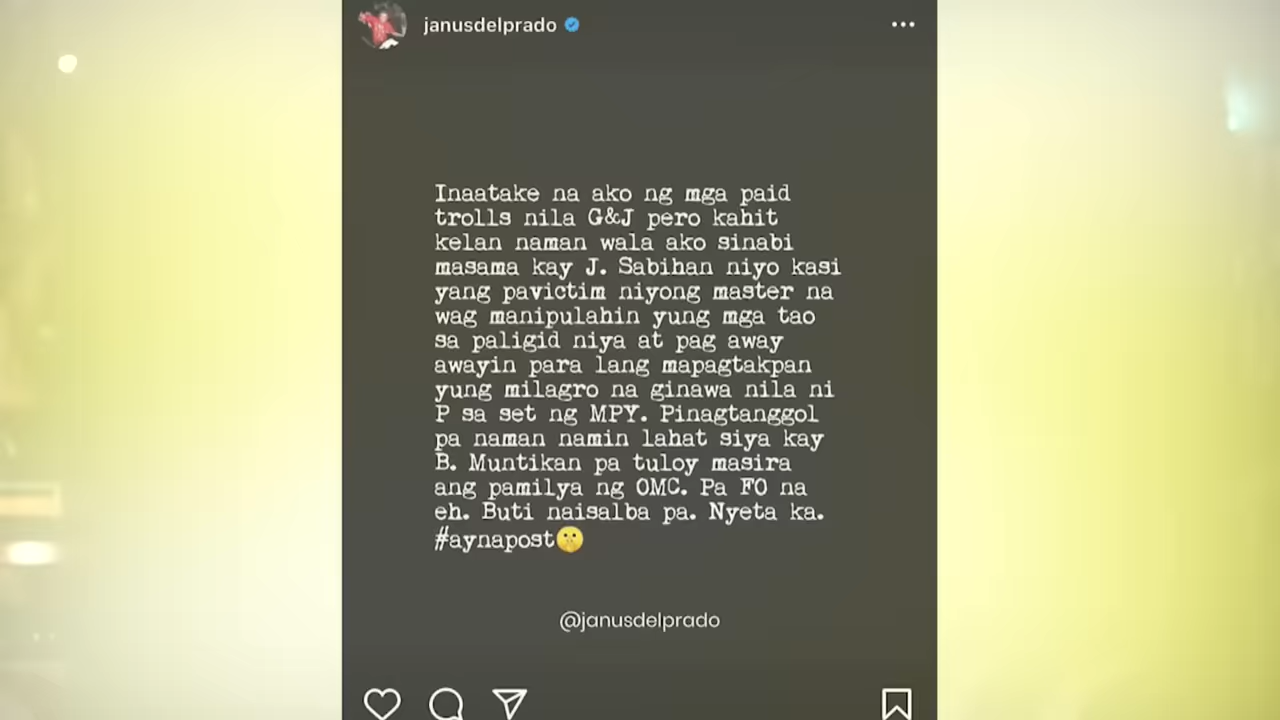 janusdelprado
Inaatake na ako ng mga paid
trolls nila G&J pero kahit
kelan naman wala ako sinabi
masama kay J. Sabihan niyo kasi
yang pavictim niyong master na
wag manipulahin yung mga tao
sa paligid niya at pag away
awayin para lang mapagtakpan
yung milagro na ginawa nila ni
P sa set ng MPY. Pinagtanggol
pa naman namin lahat siya kay
B. Muntikan pa tuloy masira
ang pamilya ng OMC. Pa FO na
eh. Buti naisalba pa. Nyeta ka.
#aynapost🤫
@janusdelprado